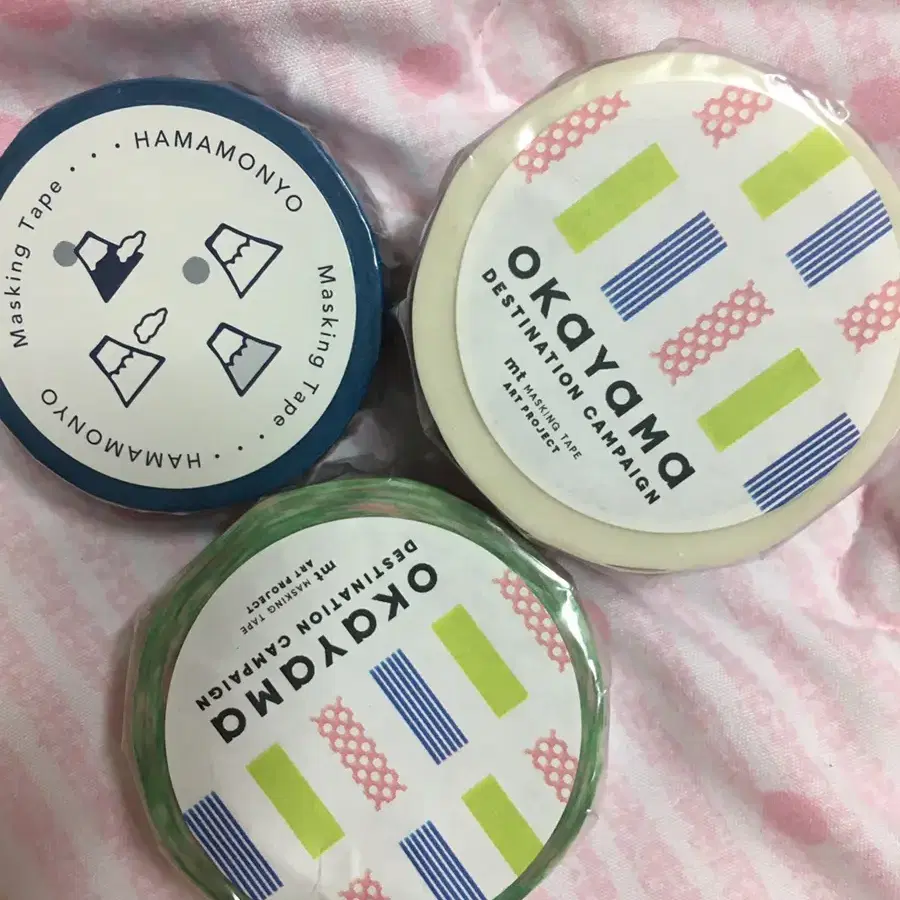 Masking Tape . . . HAMAMONYO
Masking Tape . . . HAMAMONYO
OKAYAMA
DESTINATION CAMPAIGN
mt MASKING TAPE
ART PROJECT
OKAYAMA
DESTINATION CAMPAIGN
mt MASKING TAPE
ART PROJECT